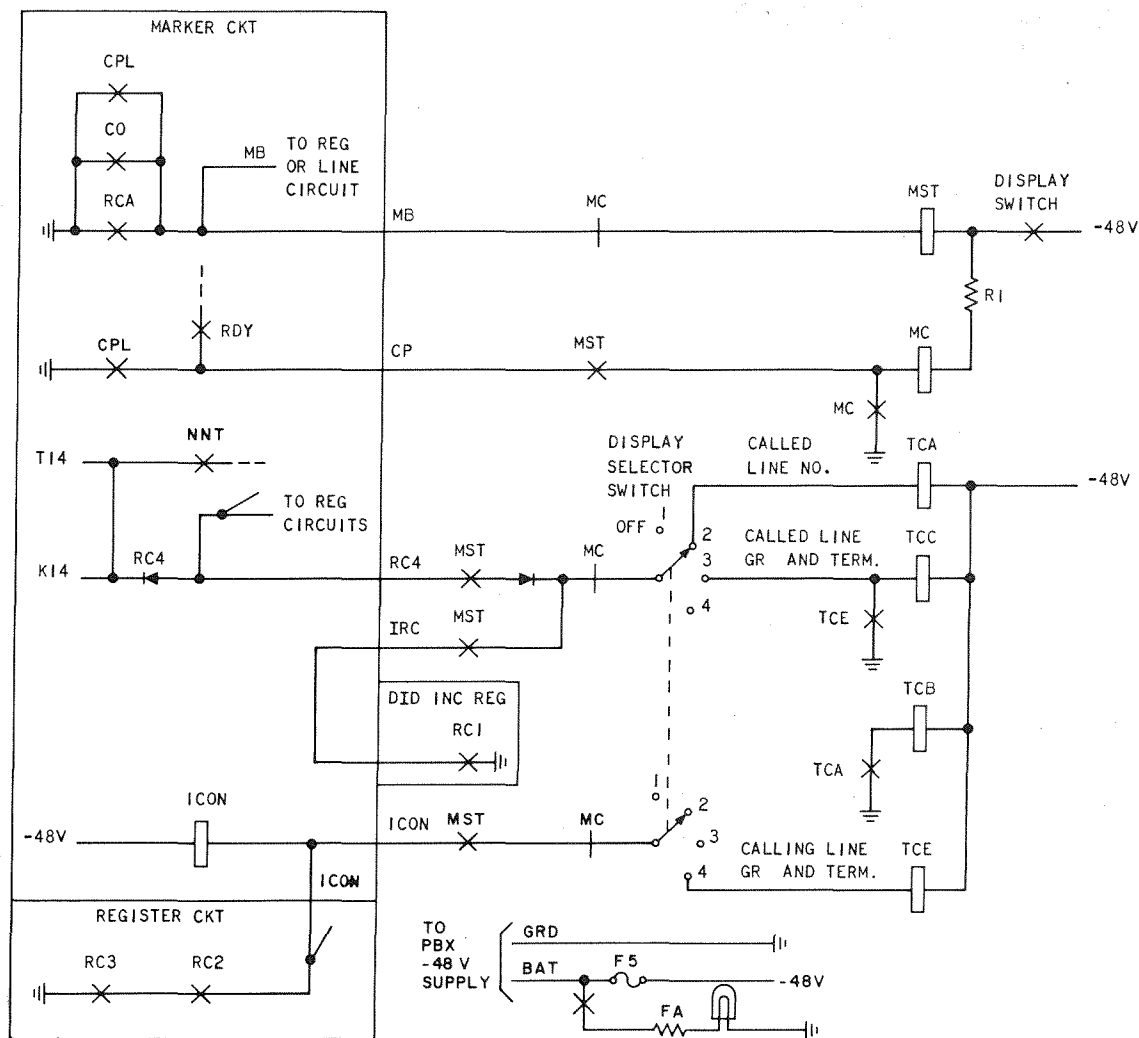 MARKER CKT
CPL
CO
RCA
MB
TO REG
OR LINE
CIRCUIT
MB
MC
MST
DISPLAY
SWITCH
-48V
R1
RDY
CPL
CP
MST
MC
MC
NNT
T14
TO REG
CIRCUITS
RC4
K14
RC4
MST
MC
DISPLAY
SELECTOR
SWITCH
1
OFF
2
3
4
CALLED
LINE NO.
TCA
-48V
CALLED LINE
GR AND TERM.
TCC
TCE
IRC
MST
DID INC REG
RC1
TCB
TCA
ICON
-48V
ICON
MST
MC
1
2
3
4
CALLING LINE
GR AND TERM.
TCE
ICON
REGISTER CKT
RC3
RC2
TO
PBX
-48 V
SUPPLY
GRD
BAT
F5
-48V
FA